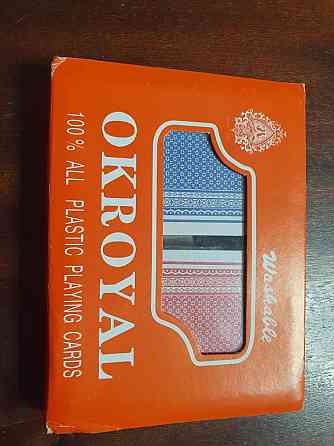 Washable
OKROYAL
100% ALL PLASTIC PLAYING CARDS